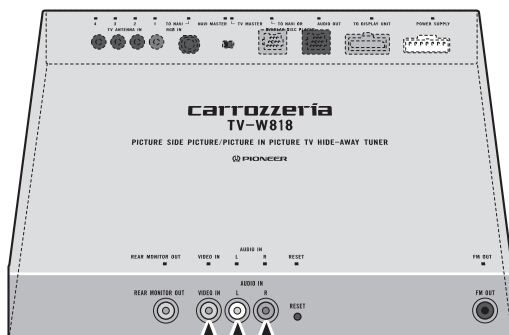 4 3 2 1 TO NAVI NAVI MASTER TV MASTER TO NAVI OR AUDIO OUT TO DISPLAY UNIT POWER SUPPLY
TV ANTENNA IN RGB IN DISC
carrozzeria
TV-W818
PICTURE SIDE PICTURE/PICTURE IN PICTURE TV HIDE-AWAY TUNER
PIONEER
AUDIO IN
REAR MONITOR OUT VIDEO IN L R RESET FM OUT
AUDIO IN
REAR MONITOR OUT VIDEO IN L R RESET FM OUT